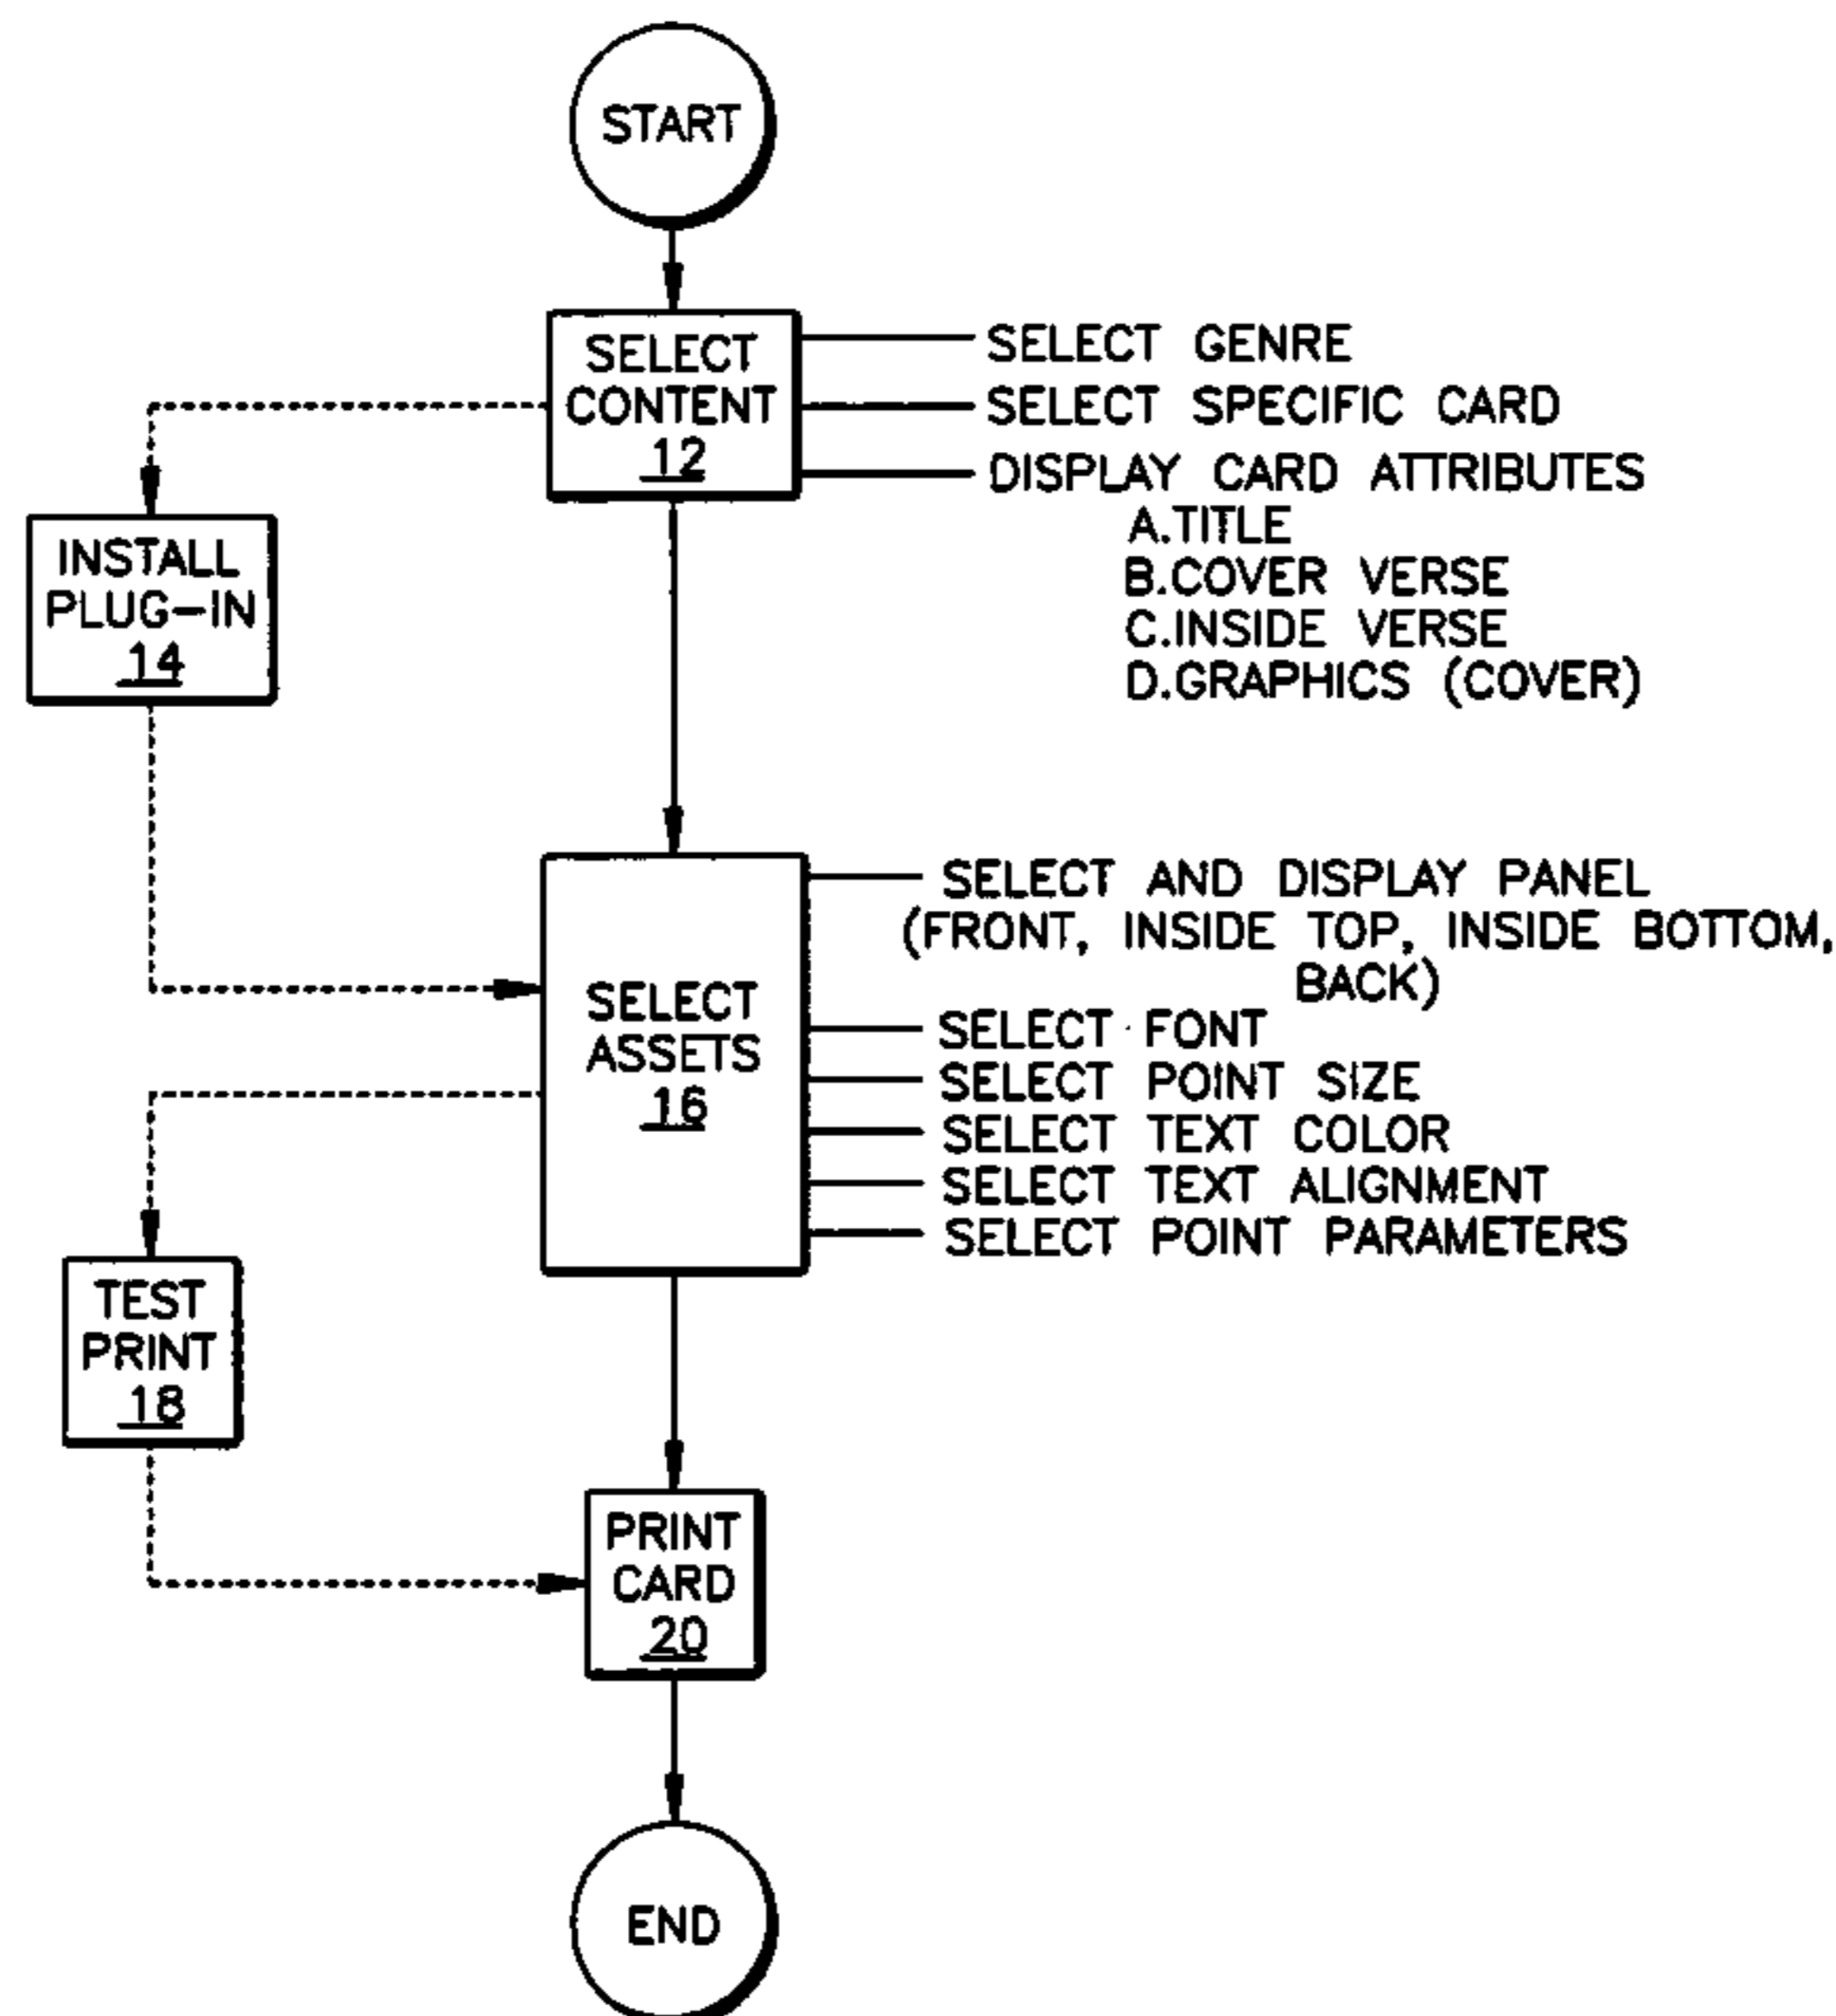 START
SELECT
CONTENT
12
SELECT GENRE
SELECT SPECIFIC CARD
DISPLAY CARD ATTRIBUTES
A.TITLE
B.COVER VERSE
C.INSIDE VERSE
D.GRAPHICS (COVER)
INSTALL
PLUG-IN
14
SELECT
ASSETS
16
SELECT AND DISPLAY PANEL
(FRONT, INSIDE TOP, INSIDE BOTTOM,
BACK)
SELECT FONT
SELECT POINT SIZE
SELECT TEXT COLOR
SELECT TEXT ALIGNMENT
SELECT POINT PARAMETERS
TEST
PRINT
18
PRINT
CARD
20
END